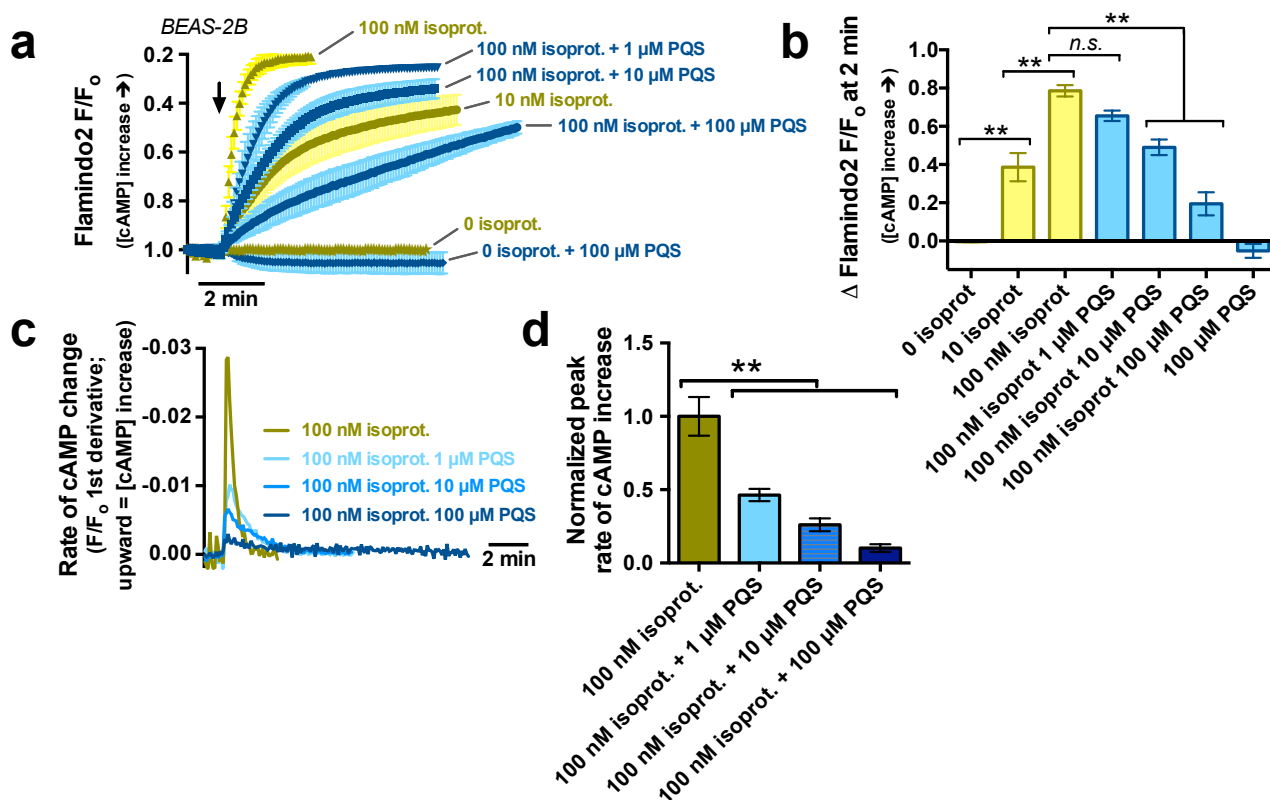 a
BEAS-2B
Flamindo2 F/Fo
([cAMP] increase ➔)
0.2
0.4
0.6
0.8
1.0
100 nM isoprot.
100 nM isoprot. + 1 µM PQS
100 nM isoprot. + 10 µM PQS
10 nM isoprot.
100 nM isoprot. + 100 µM PQS
0 isoprot.
0 isoprot. + 100 µM PQS
2 min
b
Δ Flamindo2 F/Fo at 2 min
([cAMP] increase ➔)
1.0
0.8
0.6
0.4
0.2
0.0
**
**
n.s.
**
0 isoprot
10 isoprot
100 nM isoprot
100 nM isoprot 1 µM PQS
100 nM isoprot 10 µM PQS
100 nM isoprot 100 µM PQS
100 µM PQS
c
Rate of cAMP change
(F/Fo 1st derivative;
upward = [cAMP] increase)
-0.03
-0.02
-0.01
0.00
100 nM isoprot.
100 nM isoprot. 1 µM PQS
100 nM isoprot. 10 µM PQS
100 nM isoprot. 100 µM PQS
2 min
d
Normalized peak
rate of cAMP increase
1.5
1.0
0.5
0.0
**
100 nM isoprot.
100 nM isoprot. + 1 µM PQS
100 nM isoprot. + 10 µM PQS
100 nM isoprot. + 100 µM PQS